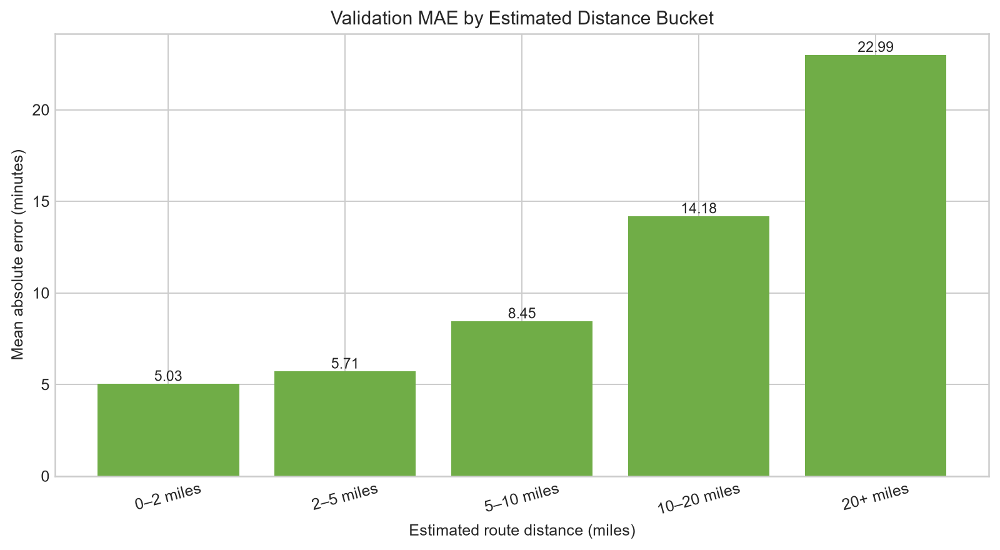 Validation MAE by Estimated Distance Bucket
Mean absolute error (minutes)
20
15
10
5
0
5.03
5.71
8.45
14.18
22.99
0–2 miles
2–5 miles
5–10 miles
10–20 miles
20+ miles
Estimated route distance (miles)